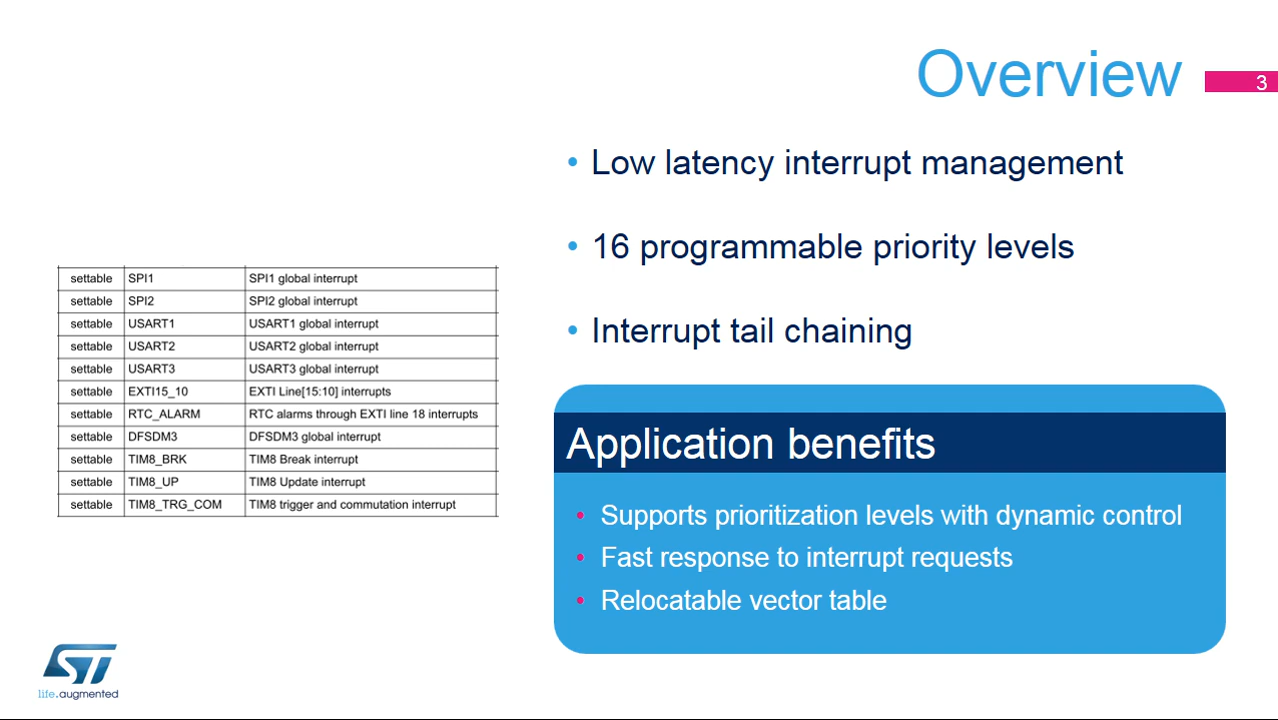 Overview
3
• Low latency interrupt management
• 16 programmable priority levels
• Interrupt tail chaining
settable SPI1 SPI1 global interrupt
settable SPI2 SPI2 global interrupt
settable USART1 USART1 global interrupt
settable USART2 USART2 global interrupt
settable USART3 USART3 global interrupt
settable EXTI15_10 EXTI Line[15:10] interrupts
settable RTC_ALARM RTC alarms through EXTI line 18 interrupts
settable DFSDM3 DFSDM3 global interrupt
settable TIM8_BRK TIM8 Break interrupt
settable TIM8_UP TIM8 Update interrupt
settable TIM8_TRG_COM TIM8 trigger and commutation interrupt
Application benefits
• Supports prioritization levels with dynamic control
• Fast response to interrupt requests
• Relocatable vector table
ST
life.augmented